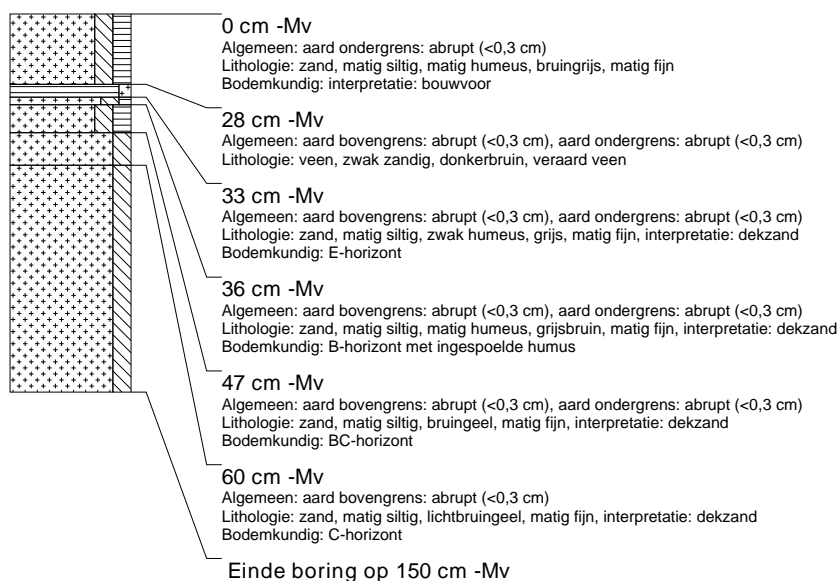 0 cm -Mv
Algemeen: aard ondergrens: abrupt (<0,3 cm)
Lithologie: zand, matig siltig, matig humeus, bruingrijs, matig fijn
Bodemkundig: interpretatie: bouwvoor
28 cm -Mv
Algemeen: aard bovengrens: abrupt (<0,3 cm), aard ondergrens: abrupt (<0,3 cm)
Lithologie: veen, zwak zandig, donkerbruin, veraard veen
33 cm -Mv
Algemeen: aard bovengrens: abrupt (<0,3 cm), aard ondergrens: abrupt (<0,3 cm)
Lithologie: zand, matig siltig, zwak humeus, grijs, matig fijn, interpretatie: dekzand
Bodemkundig: E-horizont
36 cm -Mv
Algemeen: aard bovengrens: abrupt (<0,3 cm), aard ondergrens: abrupt (<0,3 cm)
Lithologie: zand, matig siltig, matig humeus, grijsbruin, matig fijn, interpretatie: dekzand
Bodemkundig: B-horizont met ingespoelde humus
47 cm -Mv
Algemeen: aard bovengrens: abrupt (<0,3 cm), aard ondergrens: abrupt (<0,3 cm)
Lithologie: zand, matig siltig, bruingeel, matig fijn, interpretatie: dekzand
Bodemkundig: BC-horizont
60 cm -Mv
Algemeen: aard bovengrens: abrupt (<0,3 cm)
Lithologie: zand, matig siltig, lichtbruingeel, matig fijn, interpretatie: dekzand
Bodemkundig: C-horizont
Einde boring op 150 cm -Mv